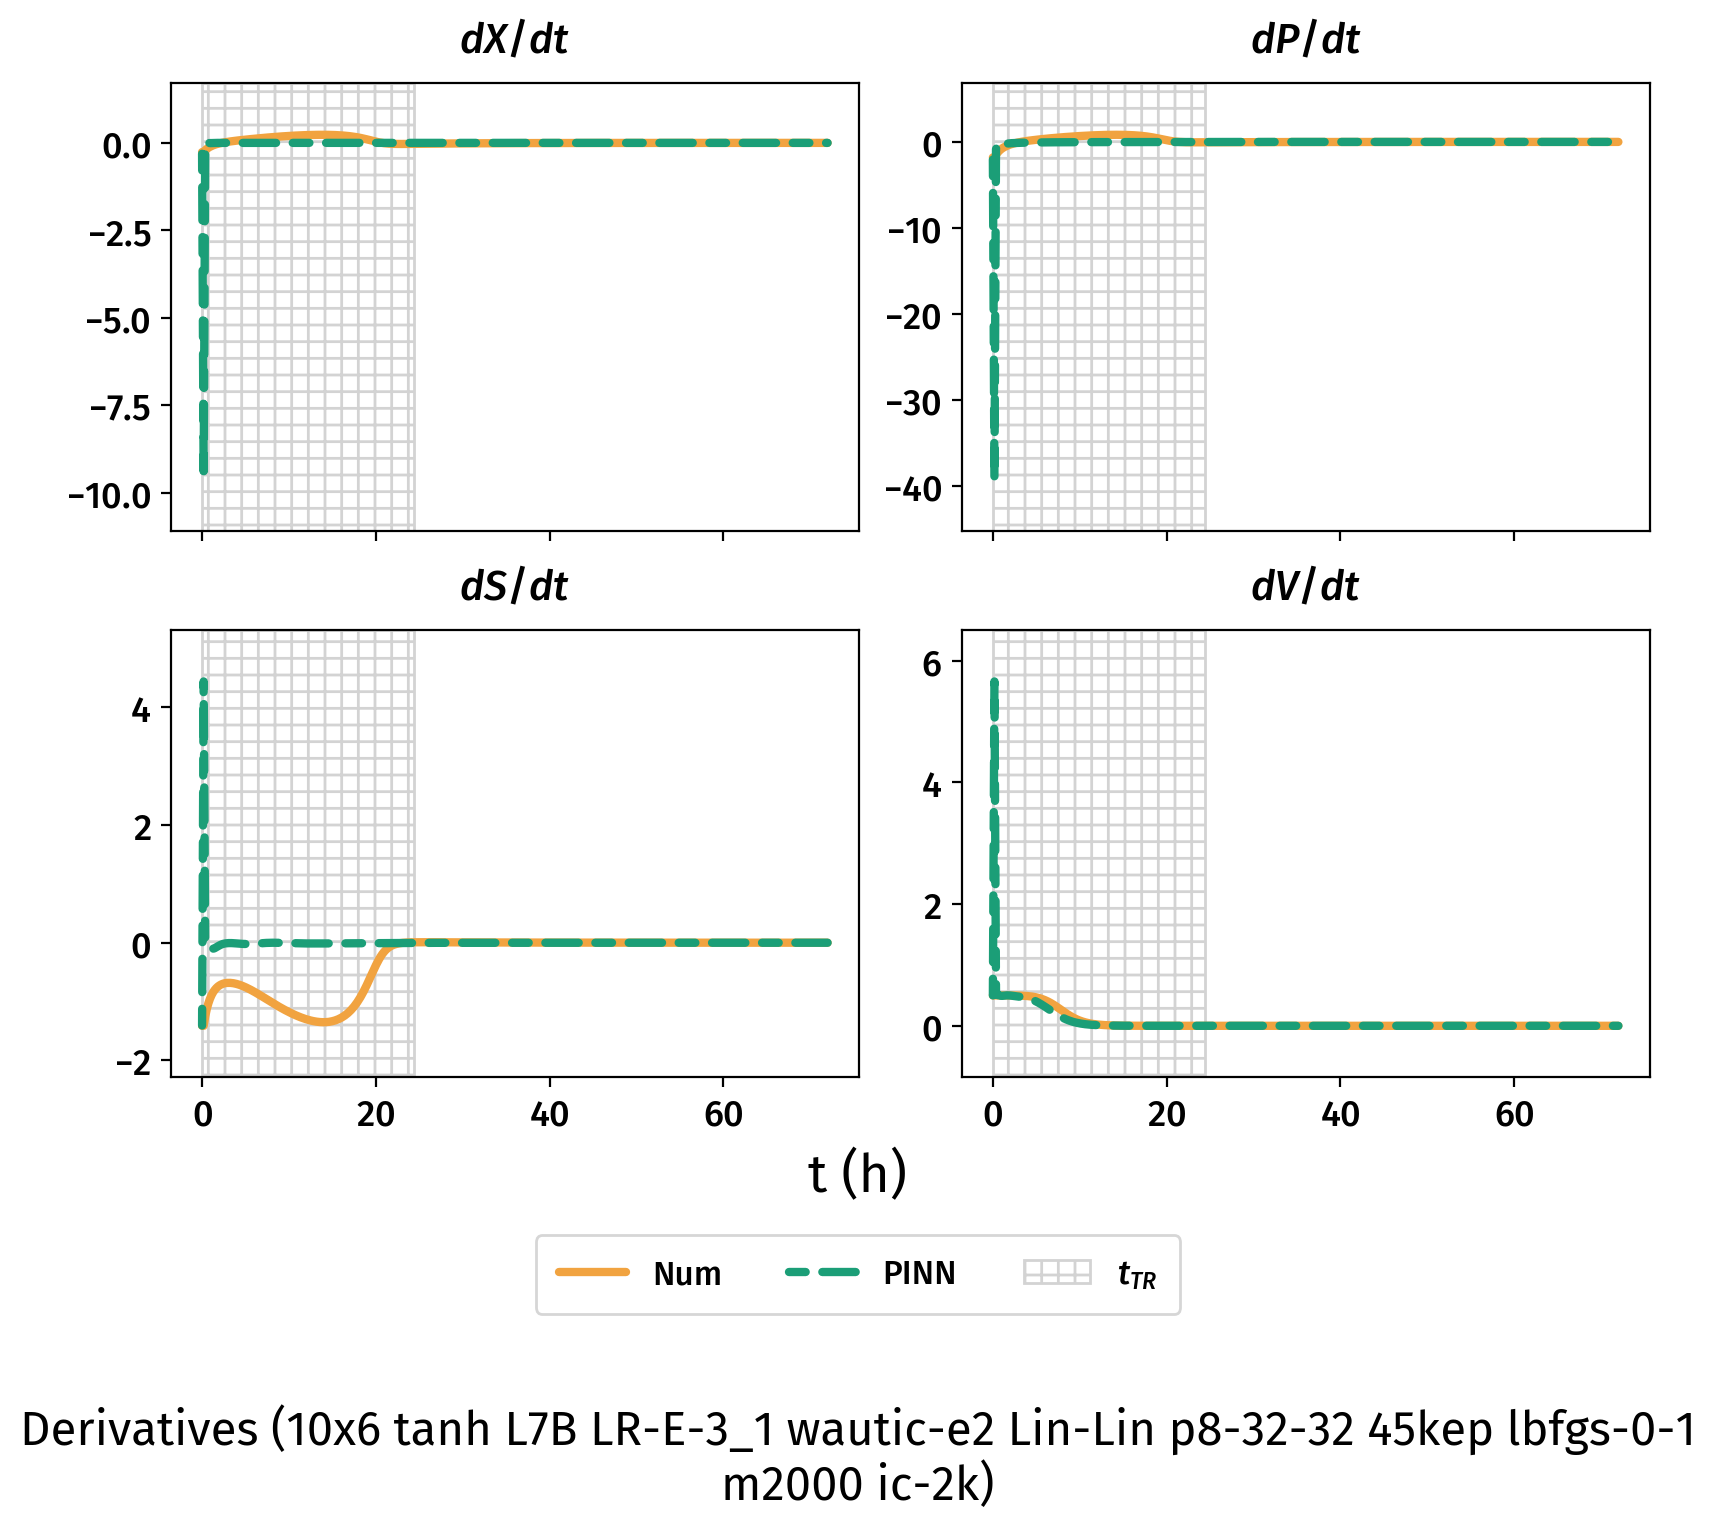 dX/dt
dP/dt
0.0
−2.5
−5.0
−7.5
−10.0
0
−10
−20
−30
−40
dS/dt
dV/dt
4
2
0
−2
6
4
2
0
0 20 40 60
0 20 40 60
t (h)
Num PINN tTR
Derivatives (10x6 tanh L7B LR-E-3_1 wautic-e2 Lin-Lin p8-32-32 45kep lbfgs-0-1
m2000 ic-2k)